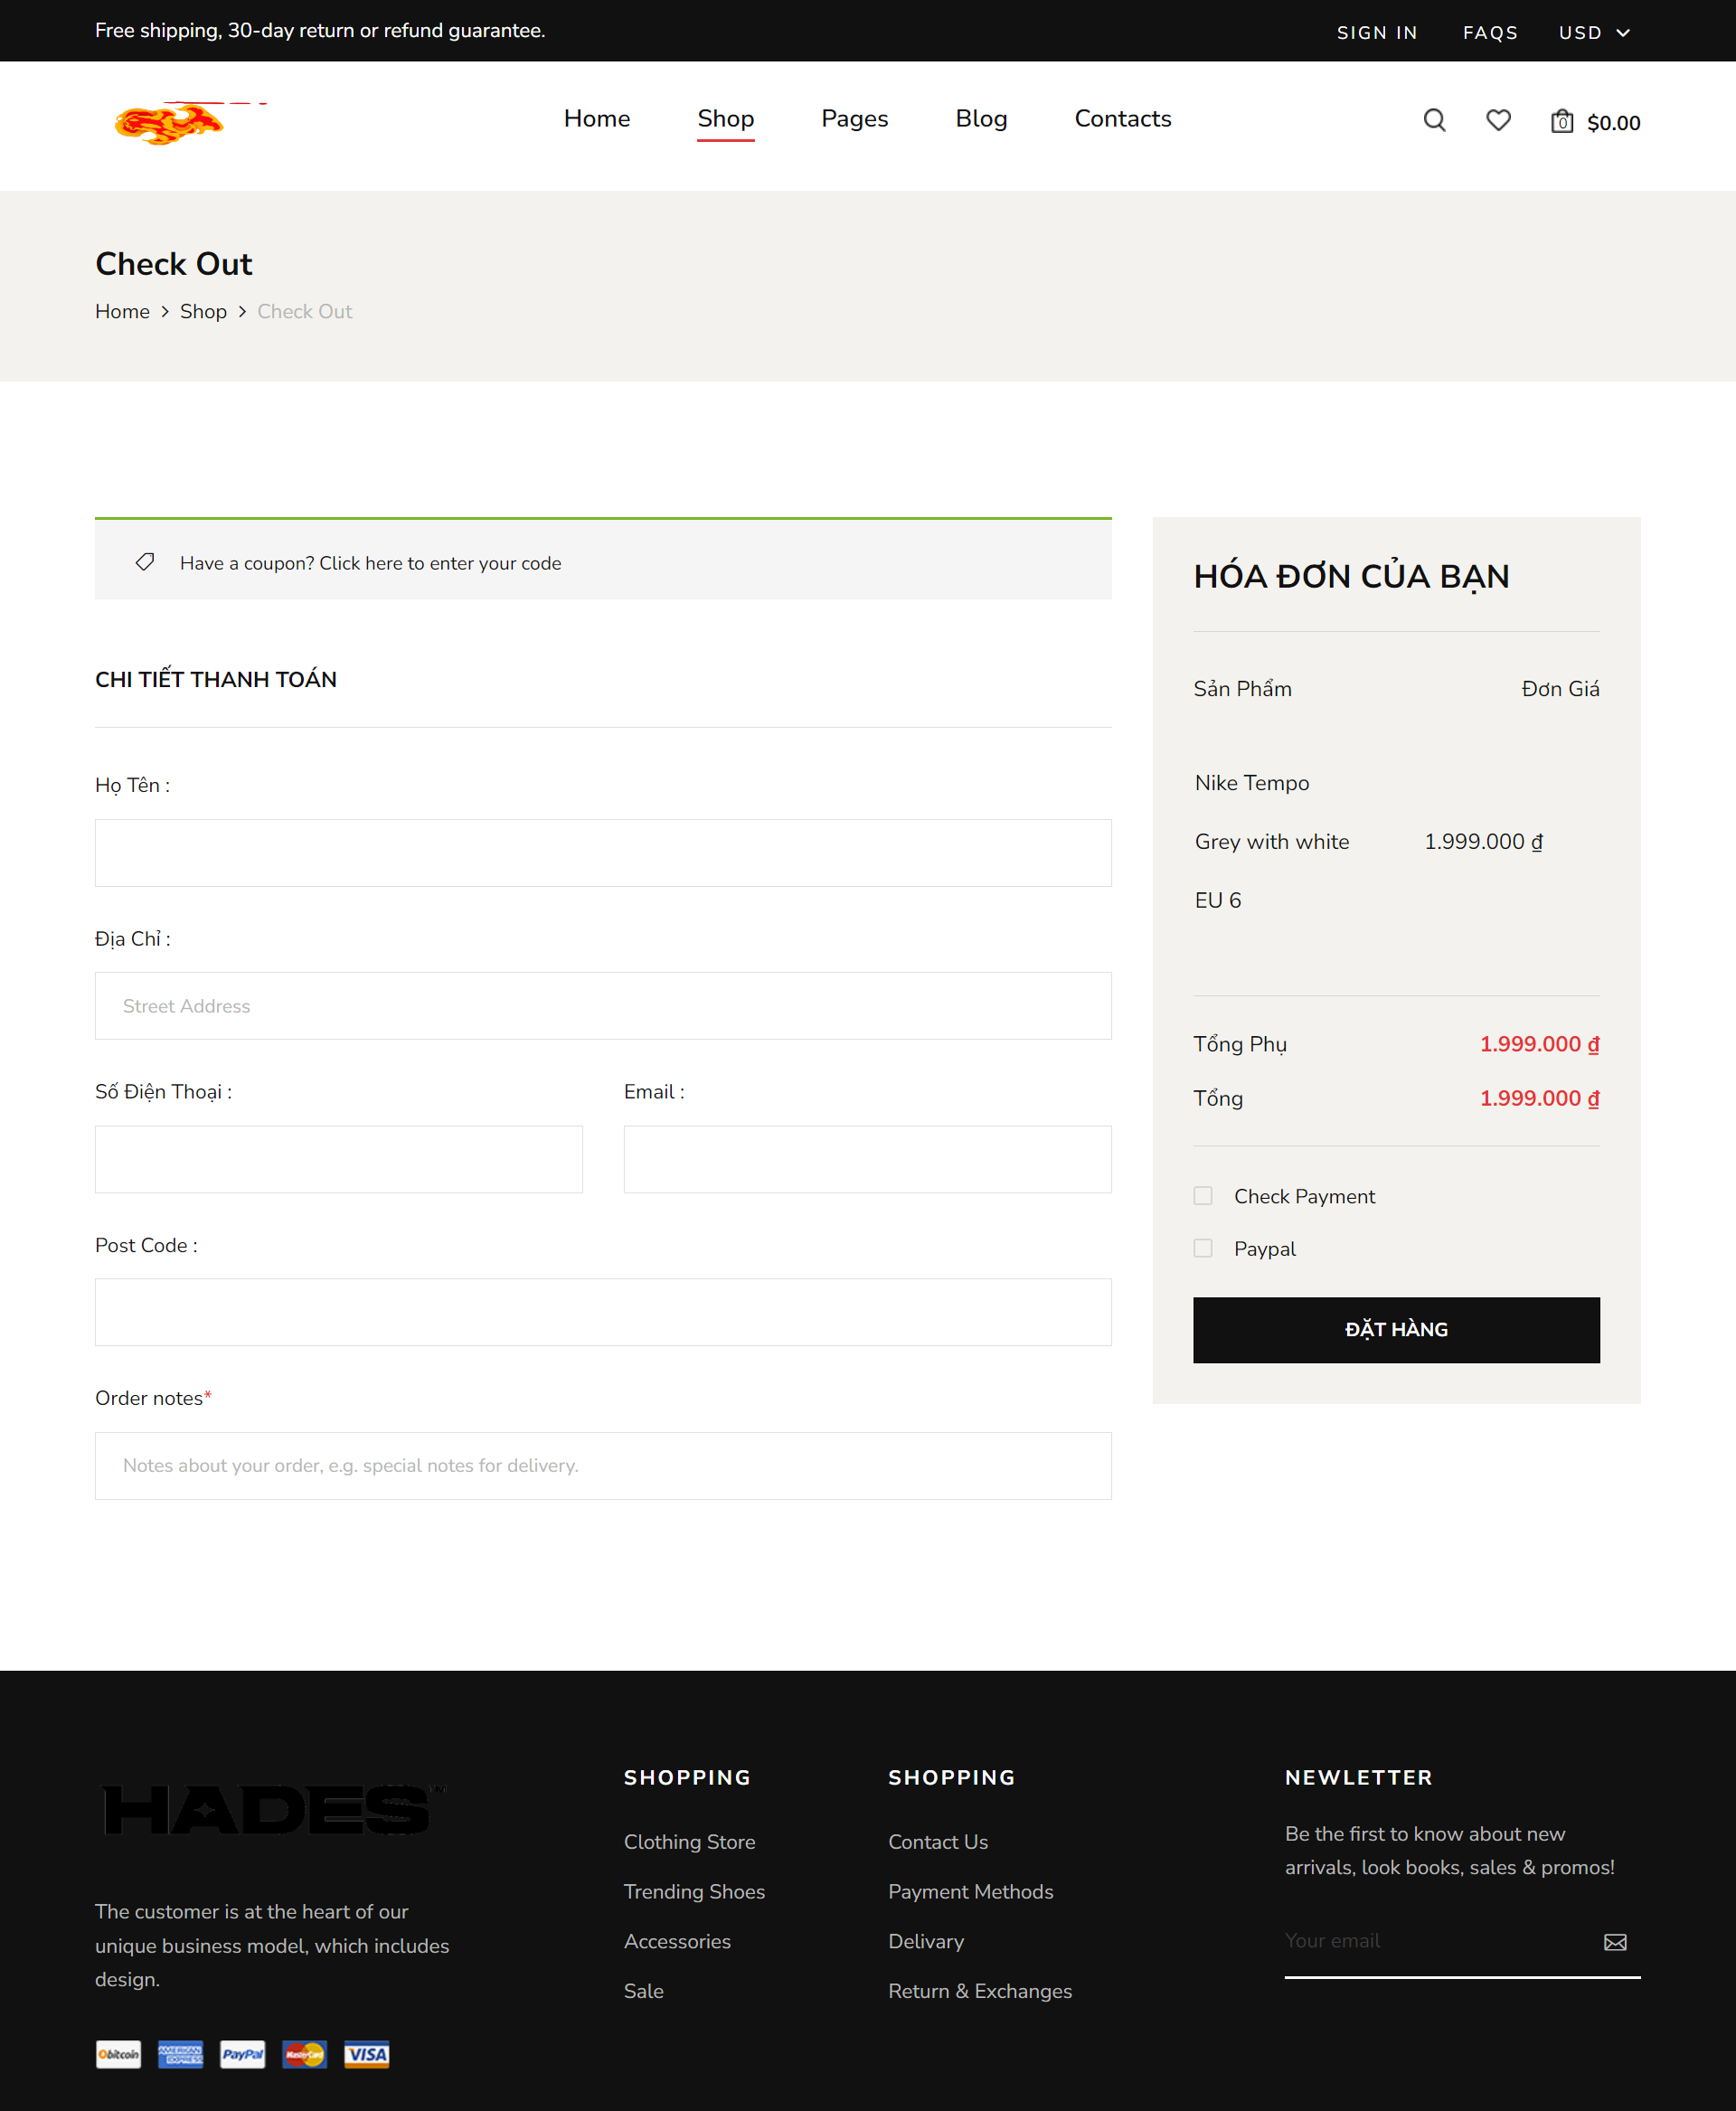 Free shipping, 30-day return or refund guarantee.
SIGN IN FAQS USD
Home Shop Pages Blog Contacts
0 $0.00
Check Out
Home > Shop > Check Out
Have a coupon? Click here to enter your code
CHI TIẾT THANH TOÁN
Họ Tên :
Địa Chỉ :
Street Address
Số Điện Thoại :
Email :
Post Code :
Order notes*
Notes about your order, e.g. special notes for delivery.
HÓA ĐƠN CỦA BẠN
Sản Phẩm Đơn Giá
Nike Tempo
Grey with white 1.999.000 ₫
EU 6
Tổng Phụ 1.999.000 ₫
Tổng 1.999.000 ₫
Check Payment
Paypal
ĐẶT HÀNG
HADES
The customer is at the heart of our
unique business model, which includes
design.
bitcoin AMERICAN EXPRESS PayPal MasterCard VISA
SHOPPING
Clothing Store
Trending Shoes
Accessories
Sale
SHOPPING
Contact Us
Payment Methods
Delivary
Return & Exchanges
NEWLETTER
Be the first to know about new
arrivals, look books, sales & promos!
Your email